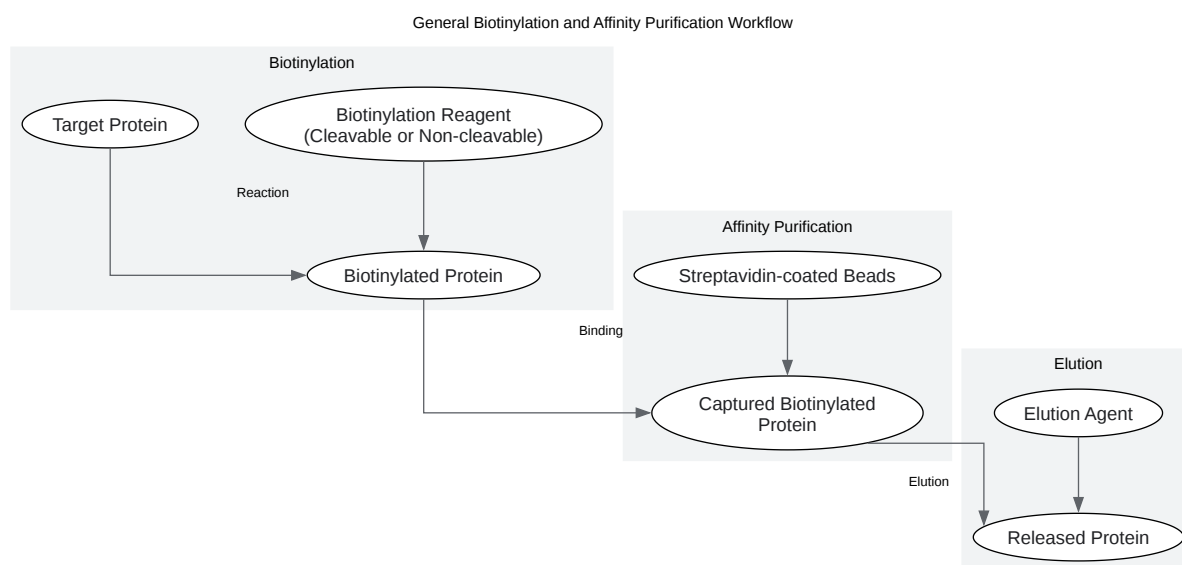 General Biotinylation and Affinity Purification Workflow
Biotinylation
Target Protein
Biotinylation Reagent
(Cleavable or Non-cleavable)
Reaction
Biotinylated Protein
Binding
Affinity Purification
Streptavidin-coated Beads
Captured Biotinylated
Protein
Elution
Elution
Elution Agent
Released Protein